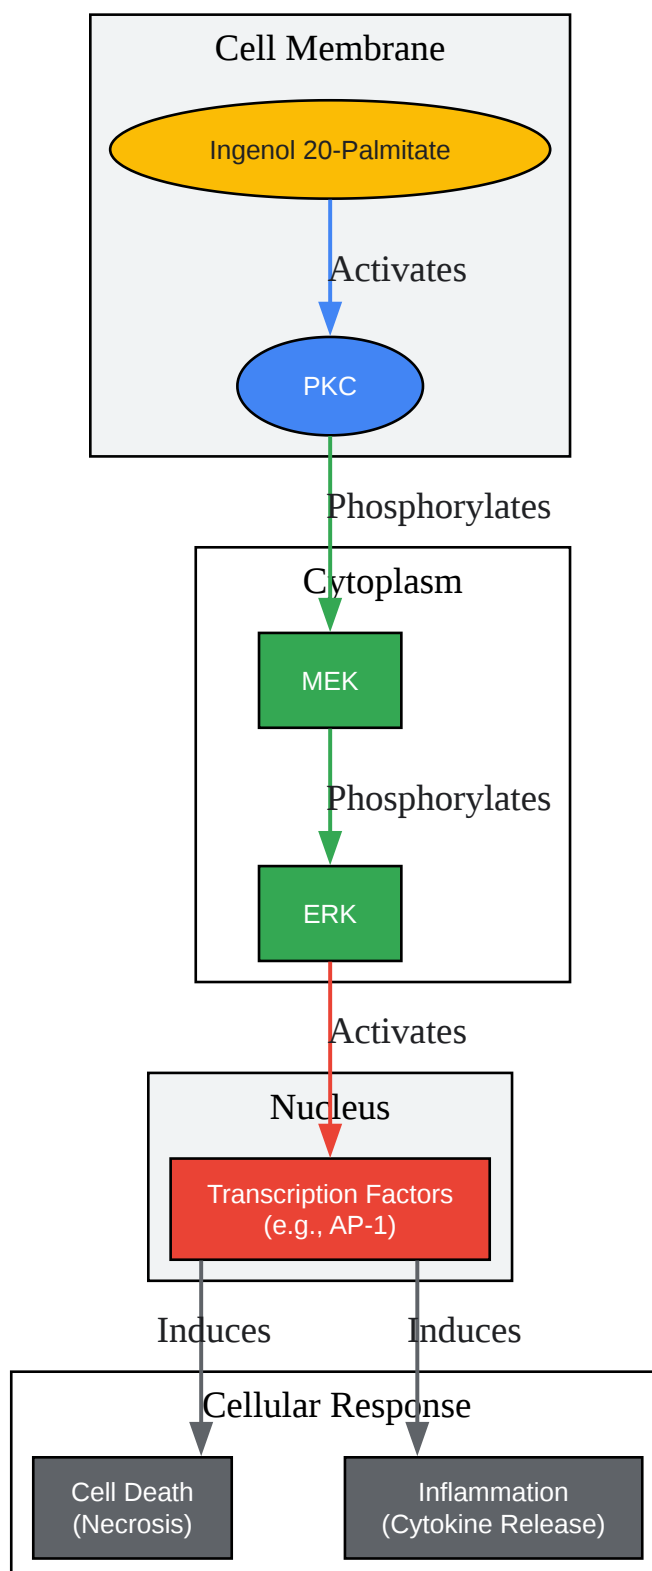 Cell Membrane
Ingenol 20-Palmitate
Activates
PKC
Phosphorylates
Cytoplasm
MEK
Phosphorylates
ERK
Activates
Nucleus
Transcription Factors
(e.g., AP-1)
Induces
Induces
Cellular Response
Cell Death
(Necrosis)
Inflammation
(Cytokine Release)